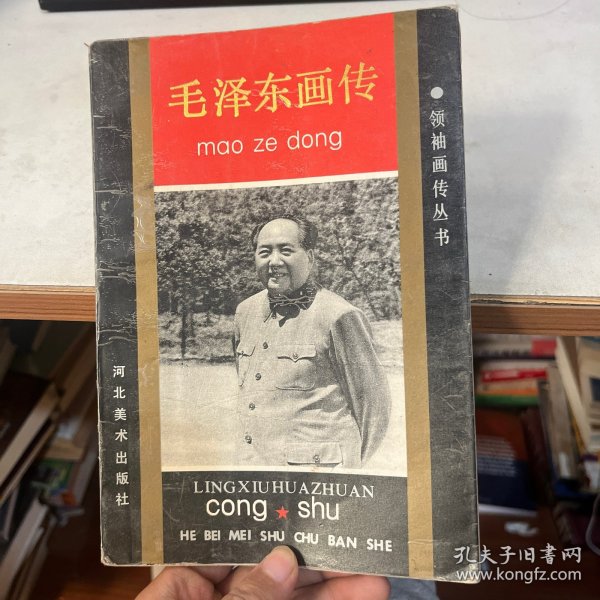 毛泽东画传
mao ze dong
●领袖画传丛书
河北美术出版社
LINGXIUHUAZHUAN
cong ★ shu
HE BEI MEI SHU CHU BAN SHE
孔夫子旧书网
www.kongfz.com